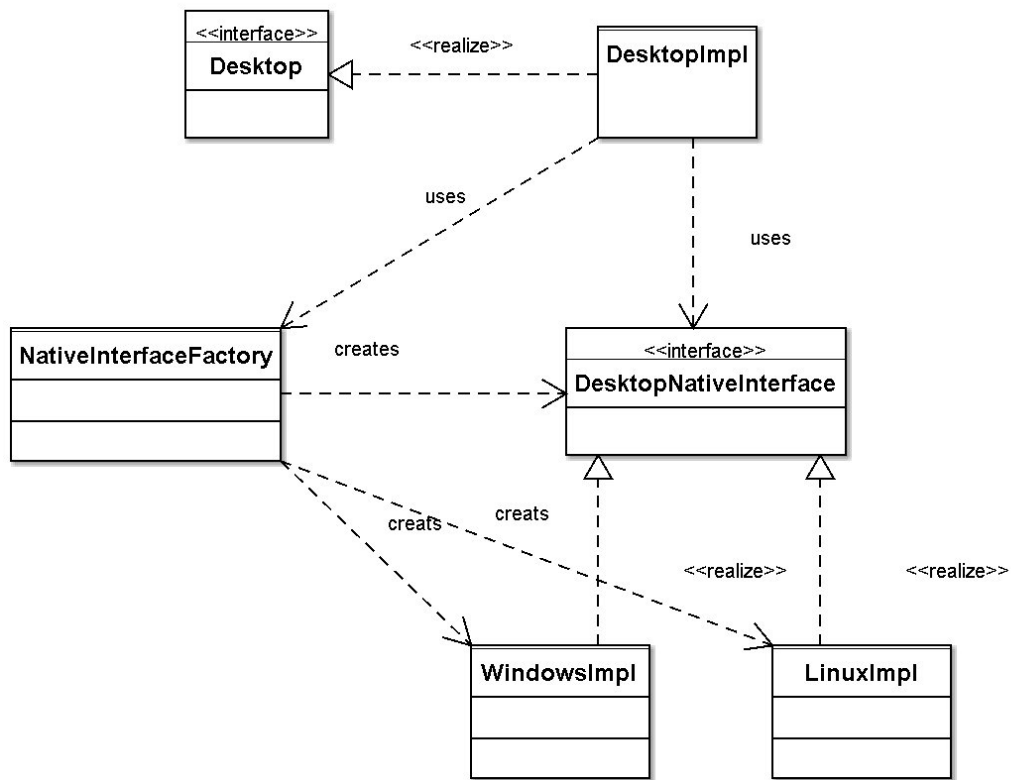 <<interface>>
Desktop
<<realize>>
DesktopImpl
uses
uses
NativeInterfaceFactory
creates
<<interface>>
DesktopNativeInterface
creats
creats
<<realize>>
<<realize>>
WindowsImpl
LinuxImpl